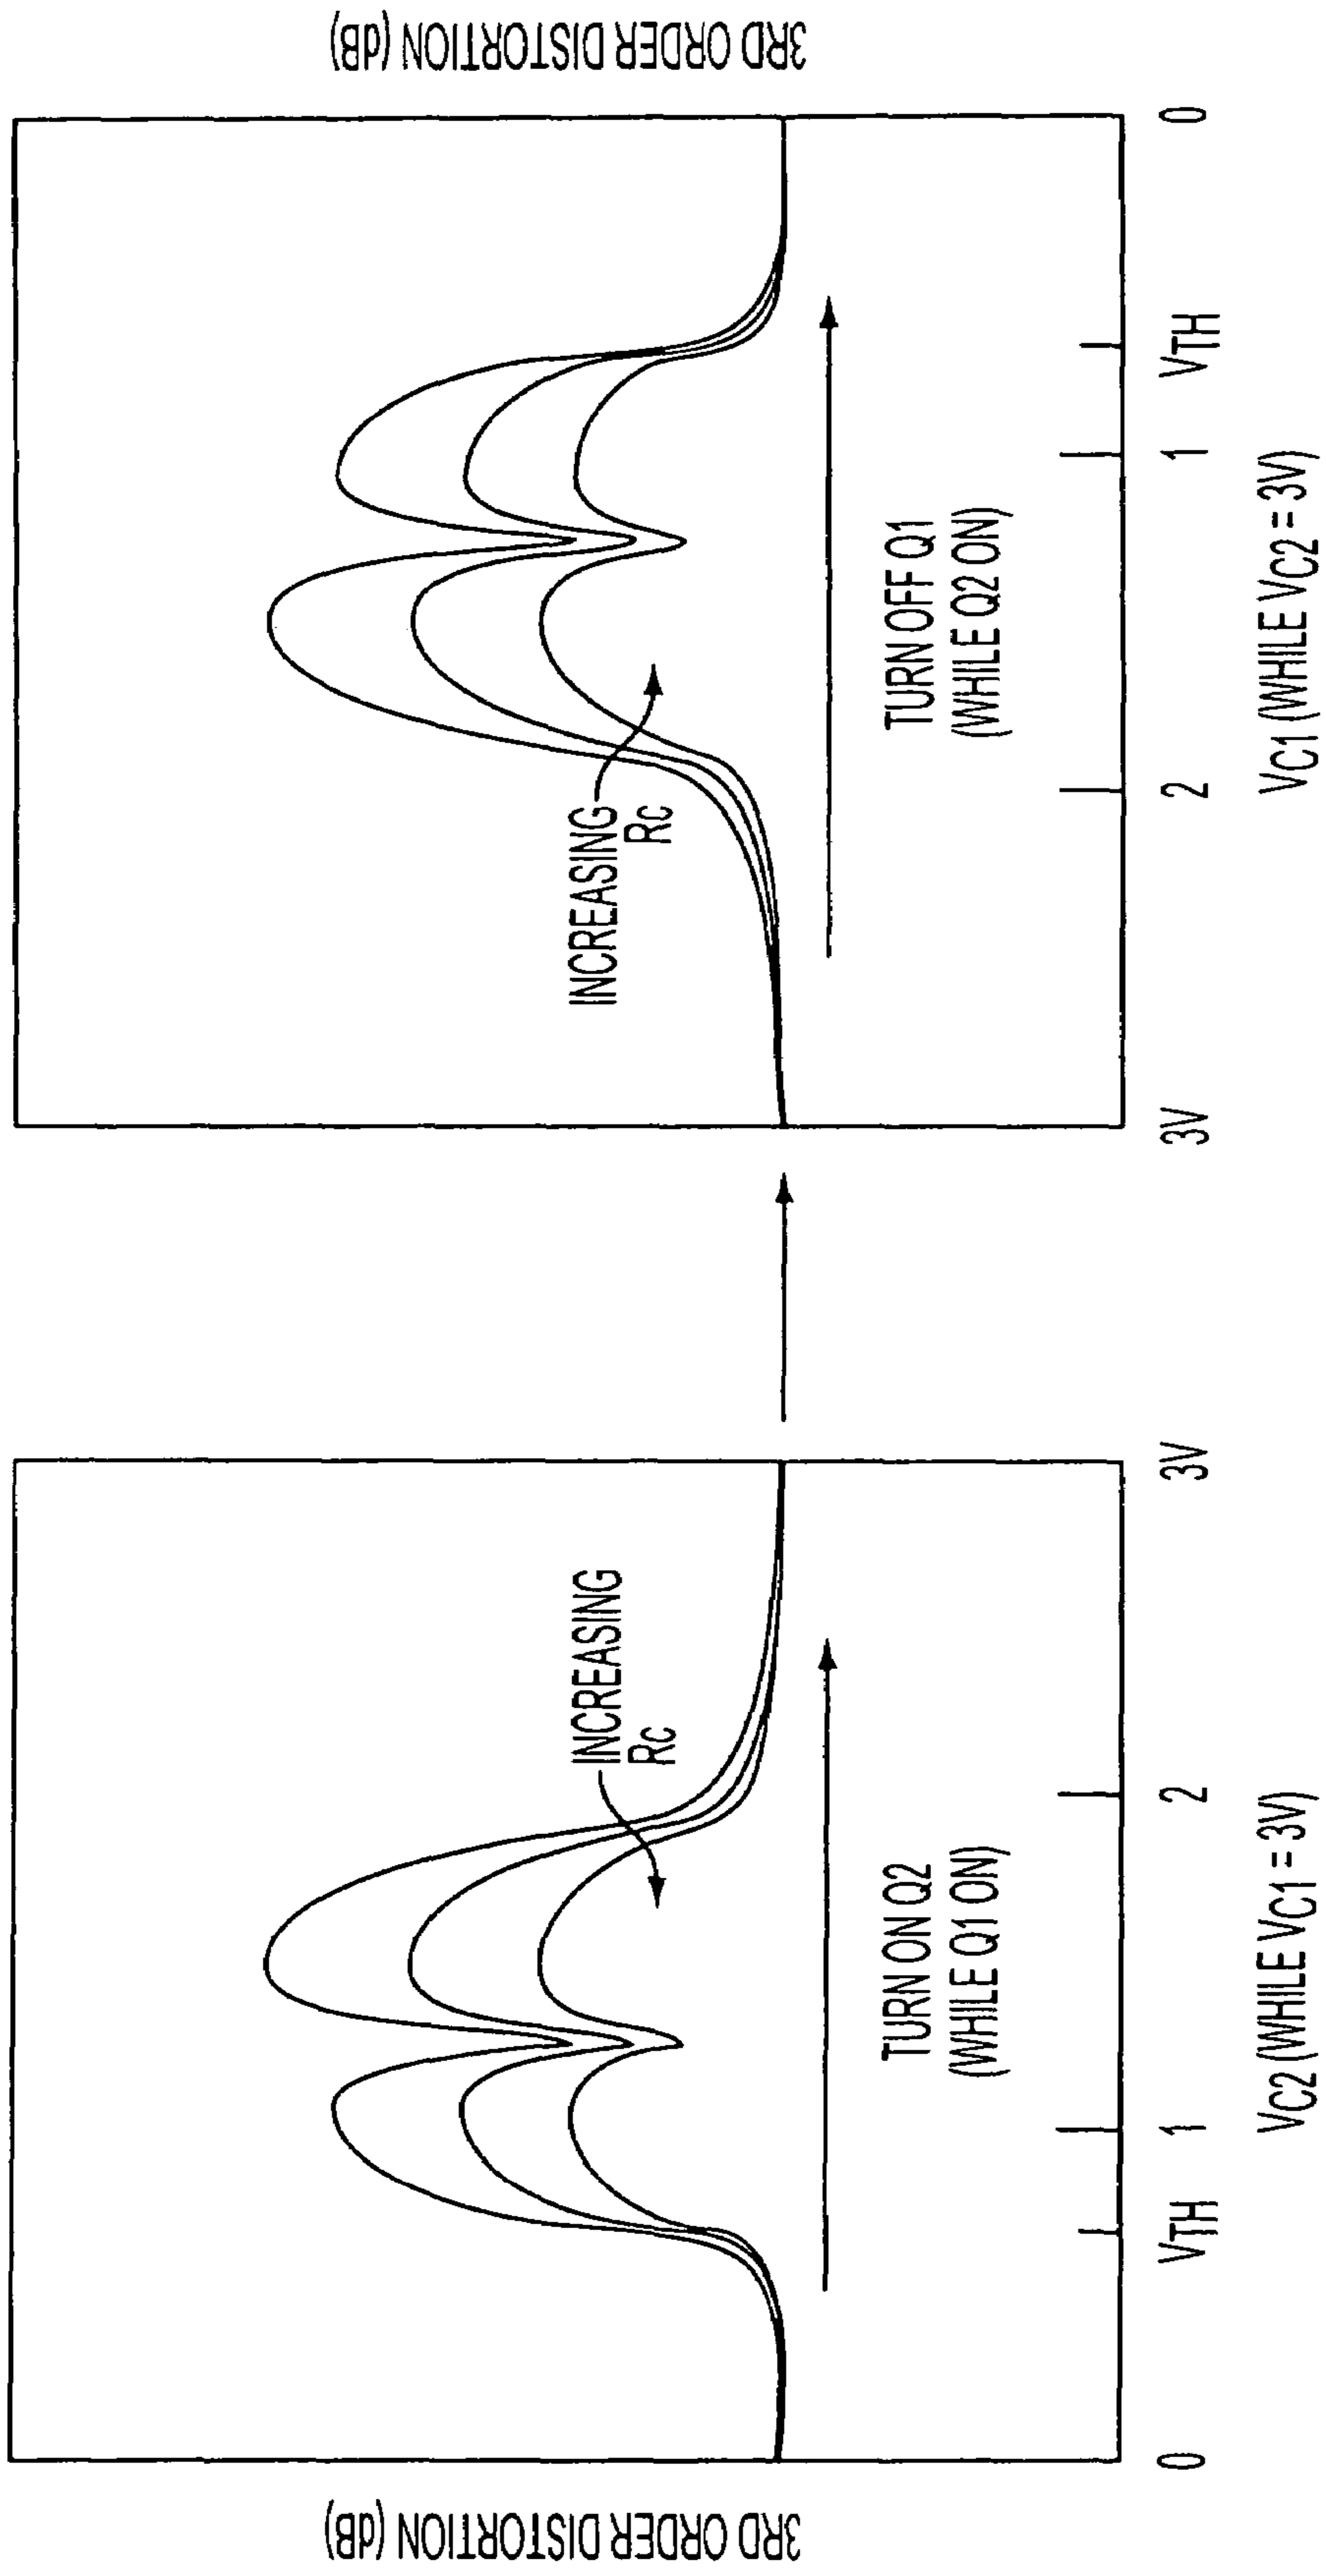 3RD ORDER DISTORTION (dB)
INCREASING
RC
TURN ON Q2
(WHILE Q1 ON)
0
VTH
1
2
3V
VC2 (WHILE VC1 = 3V)
INCREASING
RC
TURN OFF Q1
(WHILE Q2 ON)
3V
2
1
VTH
0
VC1 (WHILE VC2 = 3V)
3RD ORDER DISTORTION (dB)